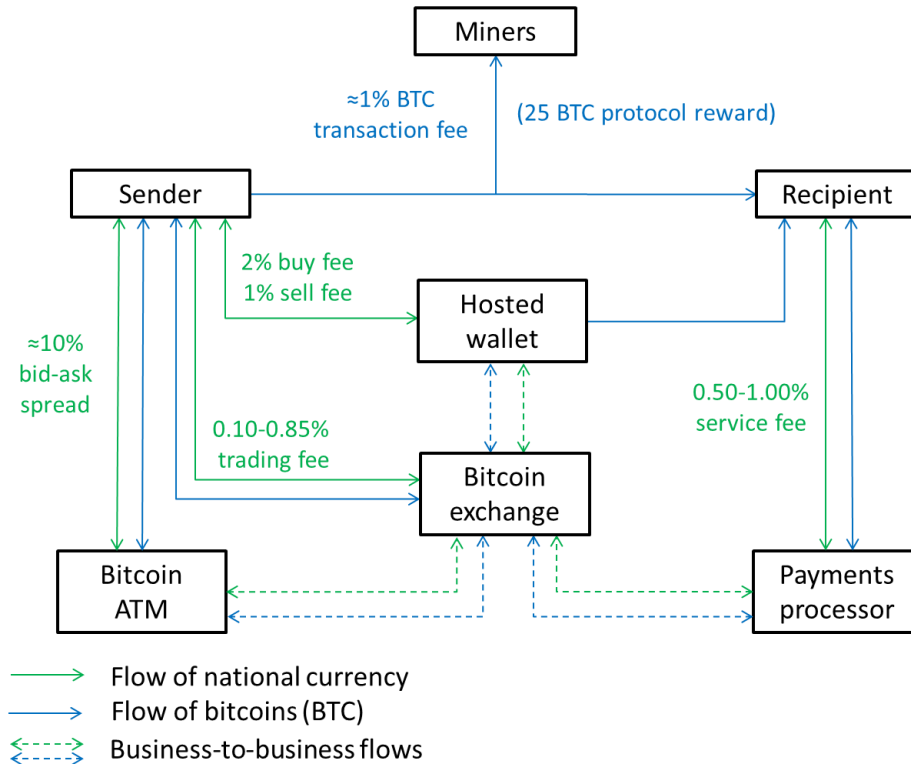 Miners
≈1% BTC
transaction fee
(25 BTC protocol reward)
Sender
Recipient
2% buy fee
1% sell fee
Hosted
wallet
≈10%
bid-ask
spread
0.50-1.00%
service fee
0.10-0.85%
trading fee
Bitcoin
exchange
Bitcoin
ATM
Payments
processor
Flow of national currency
Flow of bitcoins (BTC)
Business-to-business flows